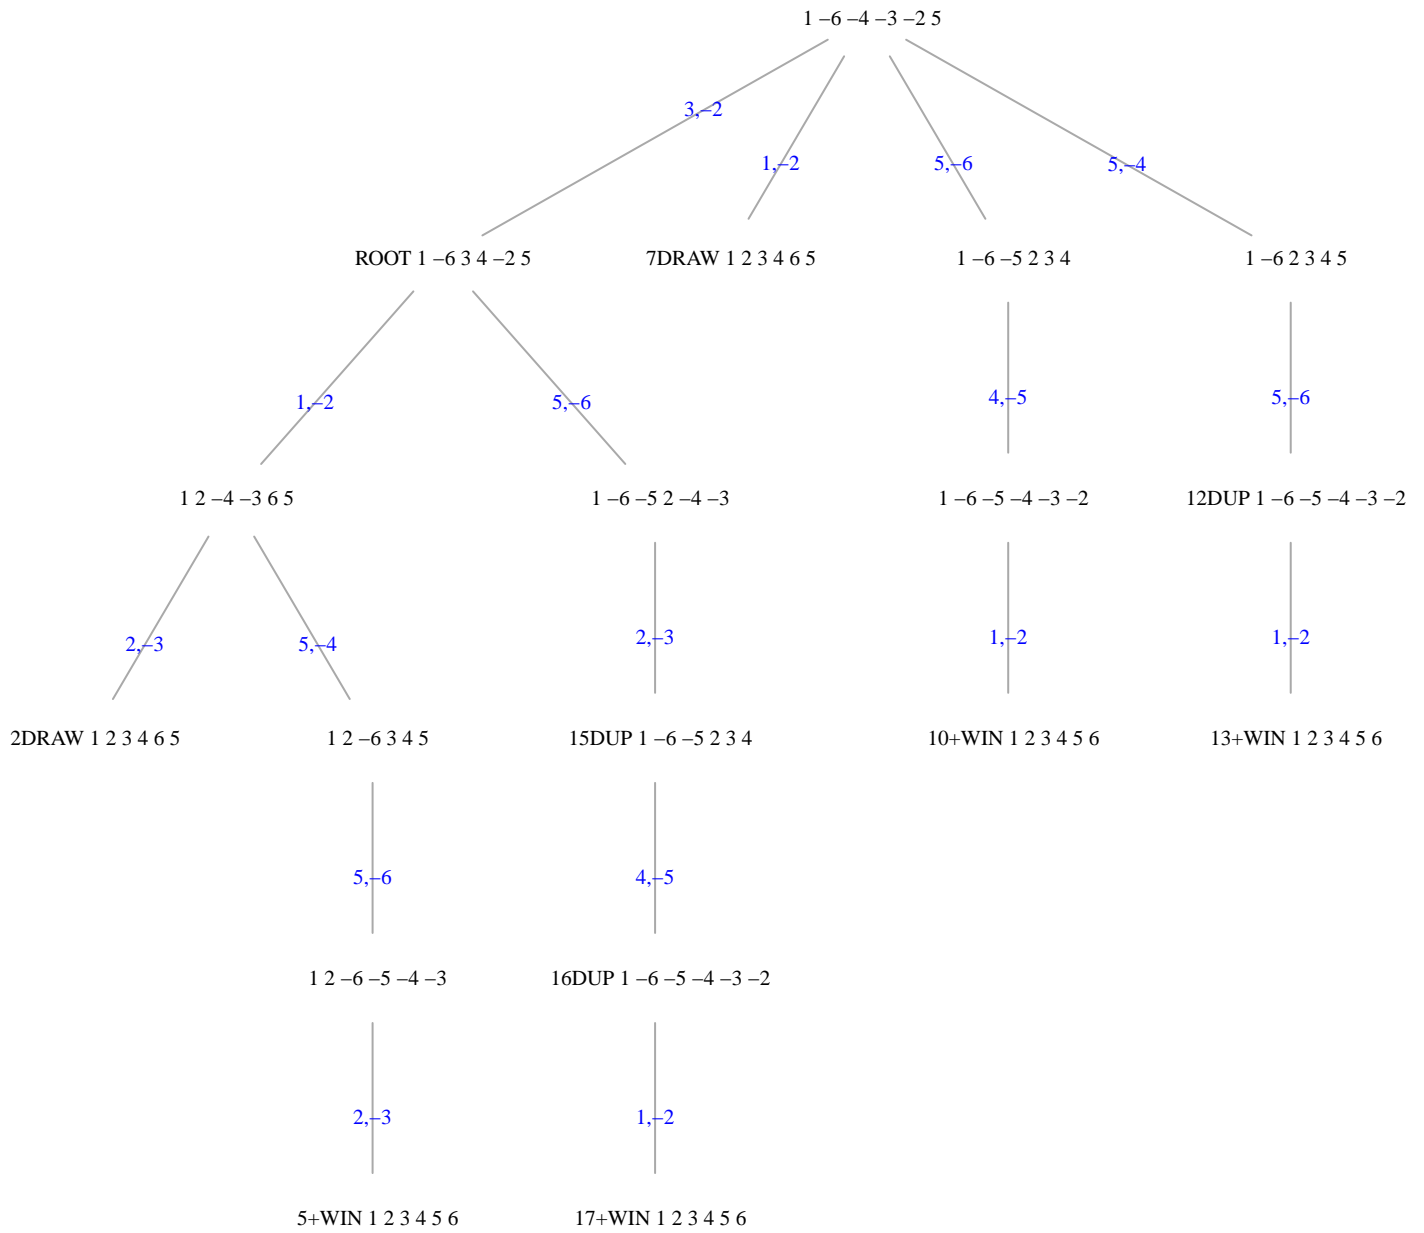 1 –6 –4 –3 –2 5
3,–2
1,–2
5,–6
5,–4
ROOT 1 –6 3 4 –2 5
7DRAW 1 2 3 4 6 5
1 –6 –5 2 3 4
1 –6 2 3 4 5
1,–2
5,–6
4,–5
5,–6
1 2 –4 –3 6 5
1 –6 –5 2 –4 –3
1 –6 –5 –4 –3 –2
12DUP 1 –6 –5 –4 –3 –2
2,–3
5,–4
2,–3
1,–2
1,–2
2DRAW 1 2 3 4 6 5
1 2 –6 3 4 5
15DUP 1 –6 –5 2 3 4
10+WIN 1 2 3 4 5 6
13+WIN 1 2 3 4 5 6
5,–6
4,–5
1 2 –6 –5 –4 –3
16DUP 1 –6 –5 –4 –3 –2
2,–3
1,–2
5+WIN 1 2 3 4 5 6
17+WIN 1 2 3 4 5 6